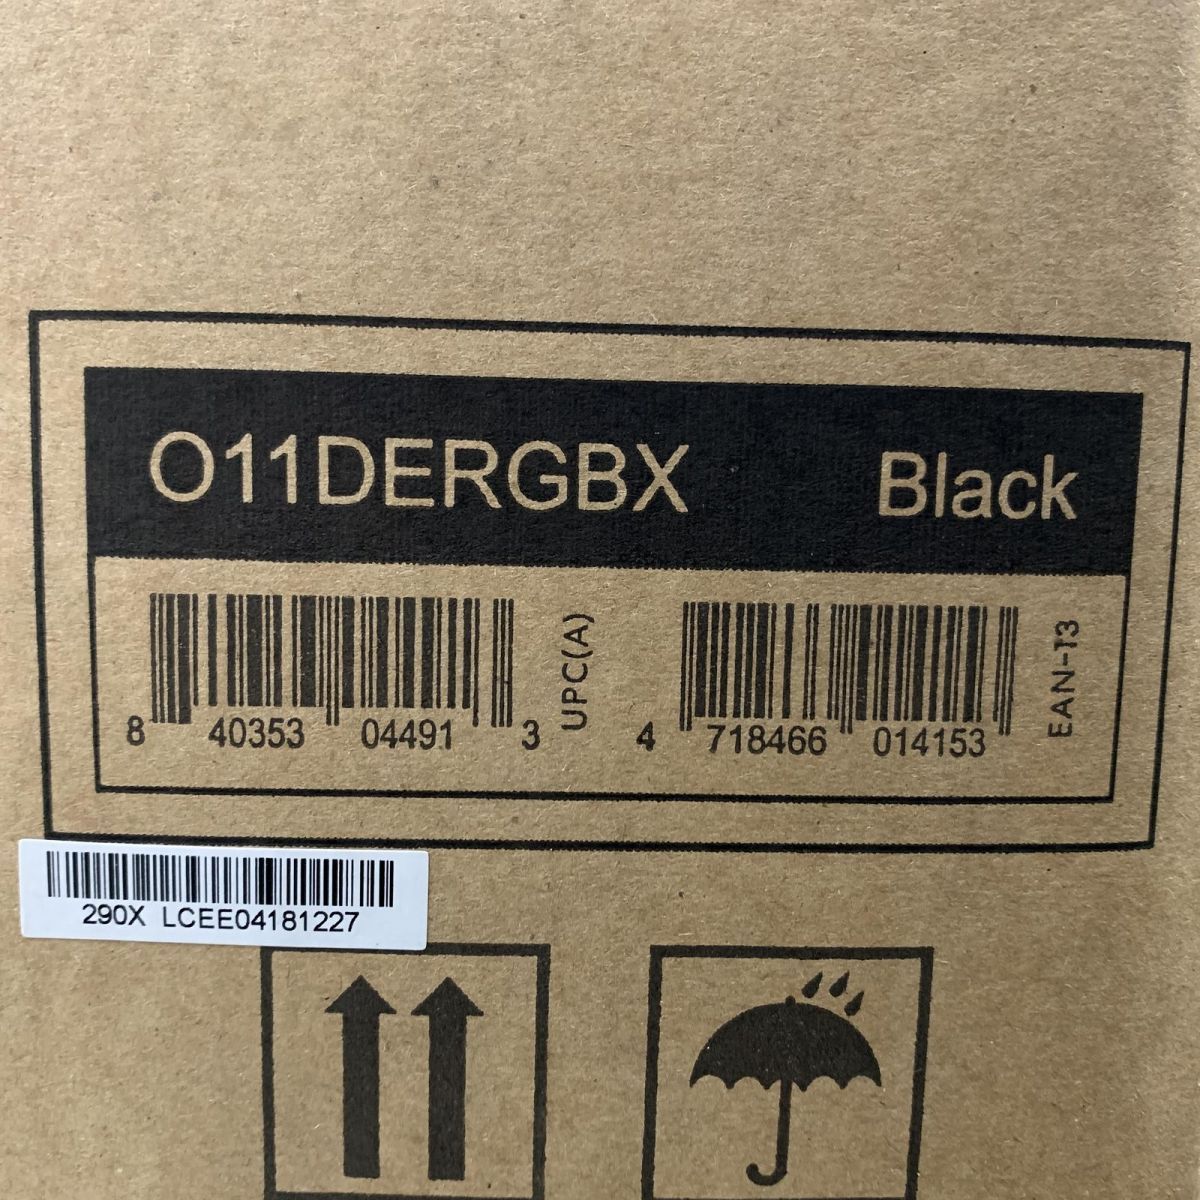 O11DERGBX Black
8 40353 04491 3 UPC(A)
4 718466 014153 EAN-13
290X LCEE04181227